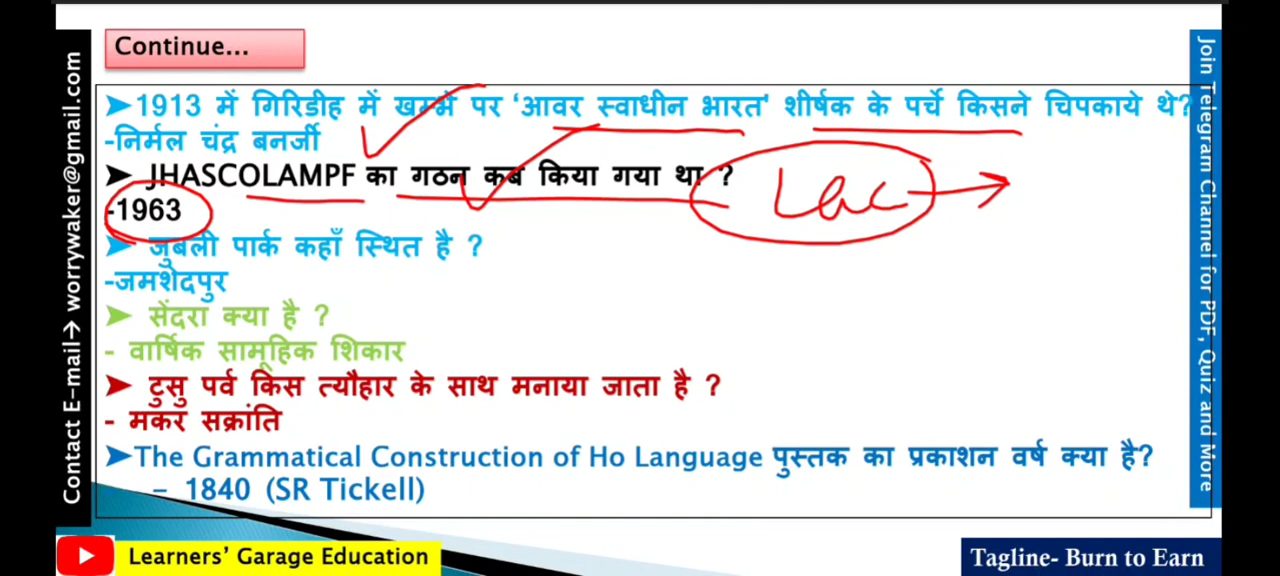 Continue...
➤1913 में गिरिडीह में खम्भे पर ‘आवर स्वाधीन भारत' शीर्षक के पर्चे किसने चिपकाये थे?
-निर्मल चंद्र बनर्जी
➤ JHASCOLAMPF का गठन कब किया गया था ?
Lac
-1963
➤ जुबली पार्क कहाँ स्थित है ?
-जमशेदपुर
➤ सेंदरा क्या है ?
- वार्षिक सामूहिक शिकार
➤ टुसु पर्व किस त्यौहार के साथ मनाया जाता है ?
- मकर सक्रांति
➤The Grammatical Construction of Ho Language पुस्तक का प्रकाशन वर्ष क्या है?
– 1840 (SR Tickell)
Contact E-mail→ worrywaker@gmail.com
Join Telegram Channel for PDF, Quiz and More
Learners’ Garage Education
Tagline- Burn to Earn